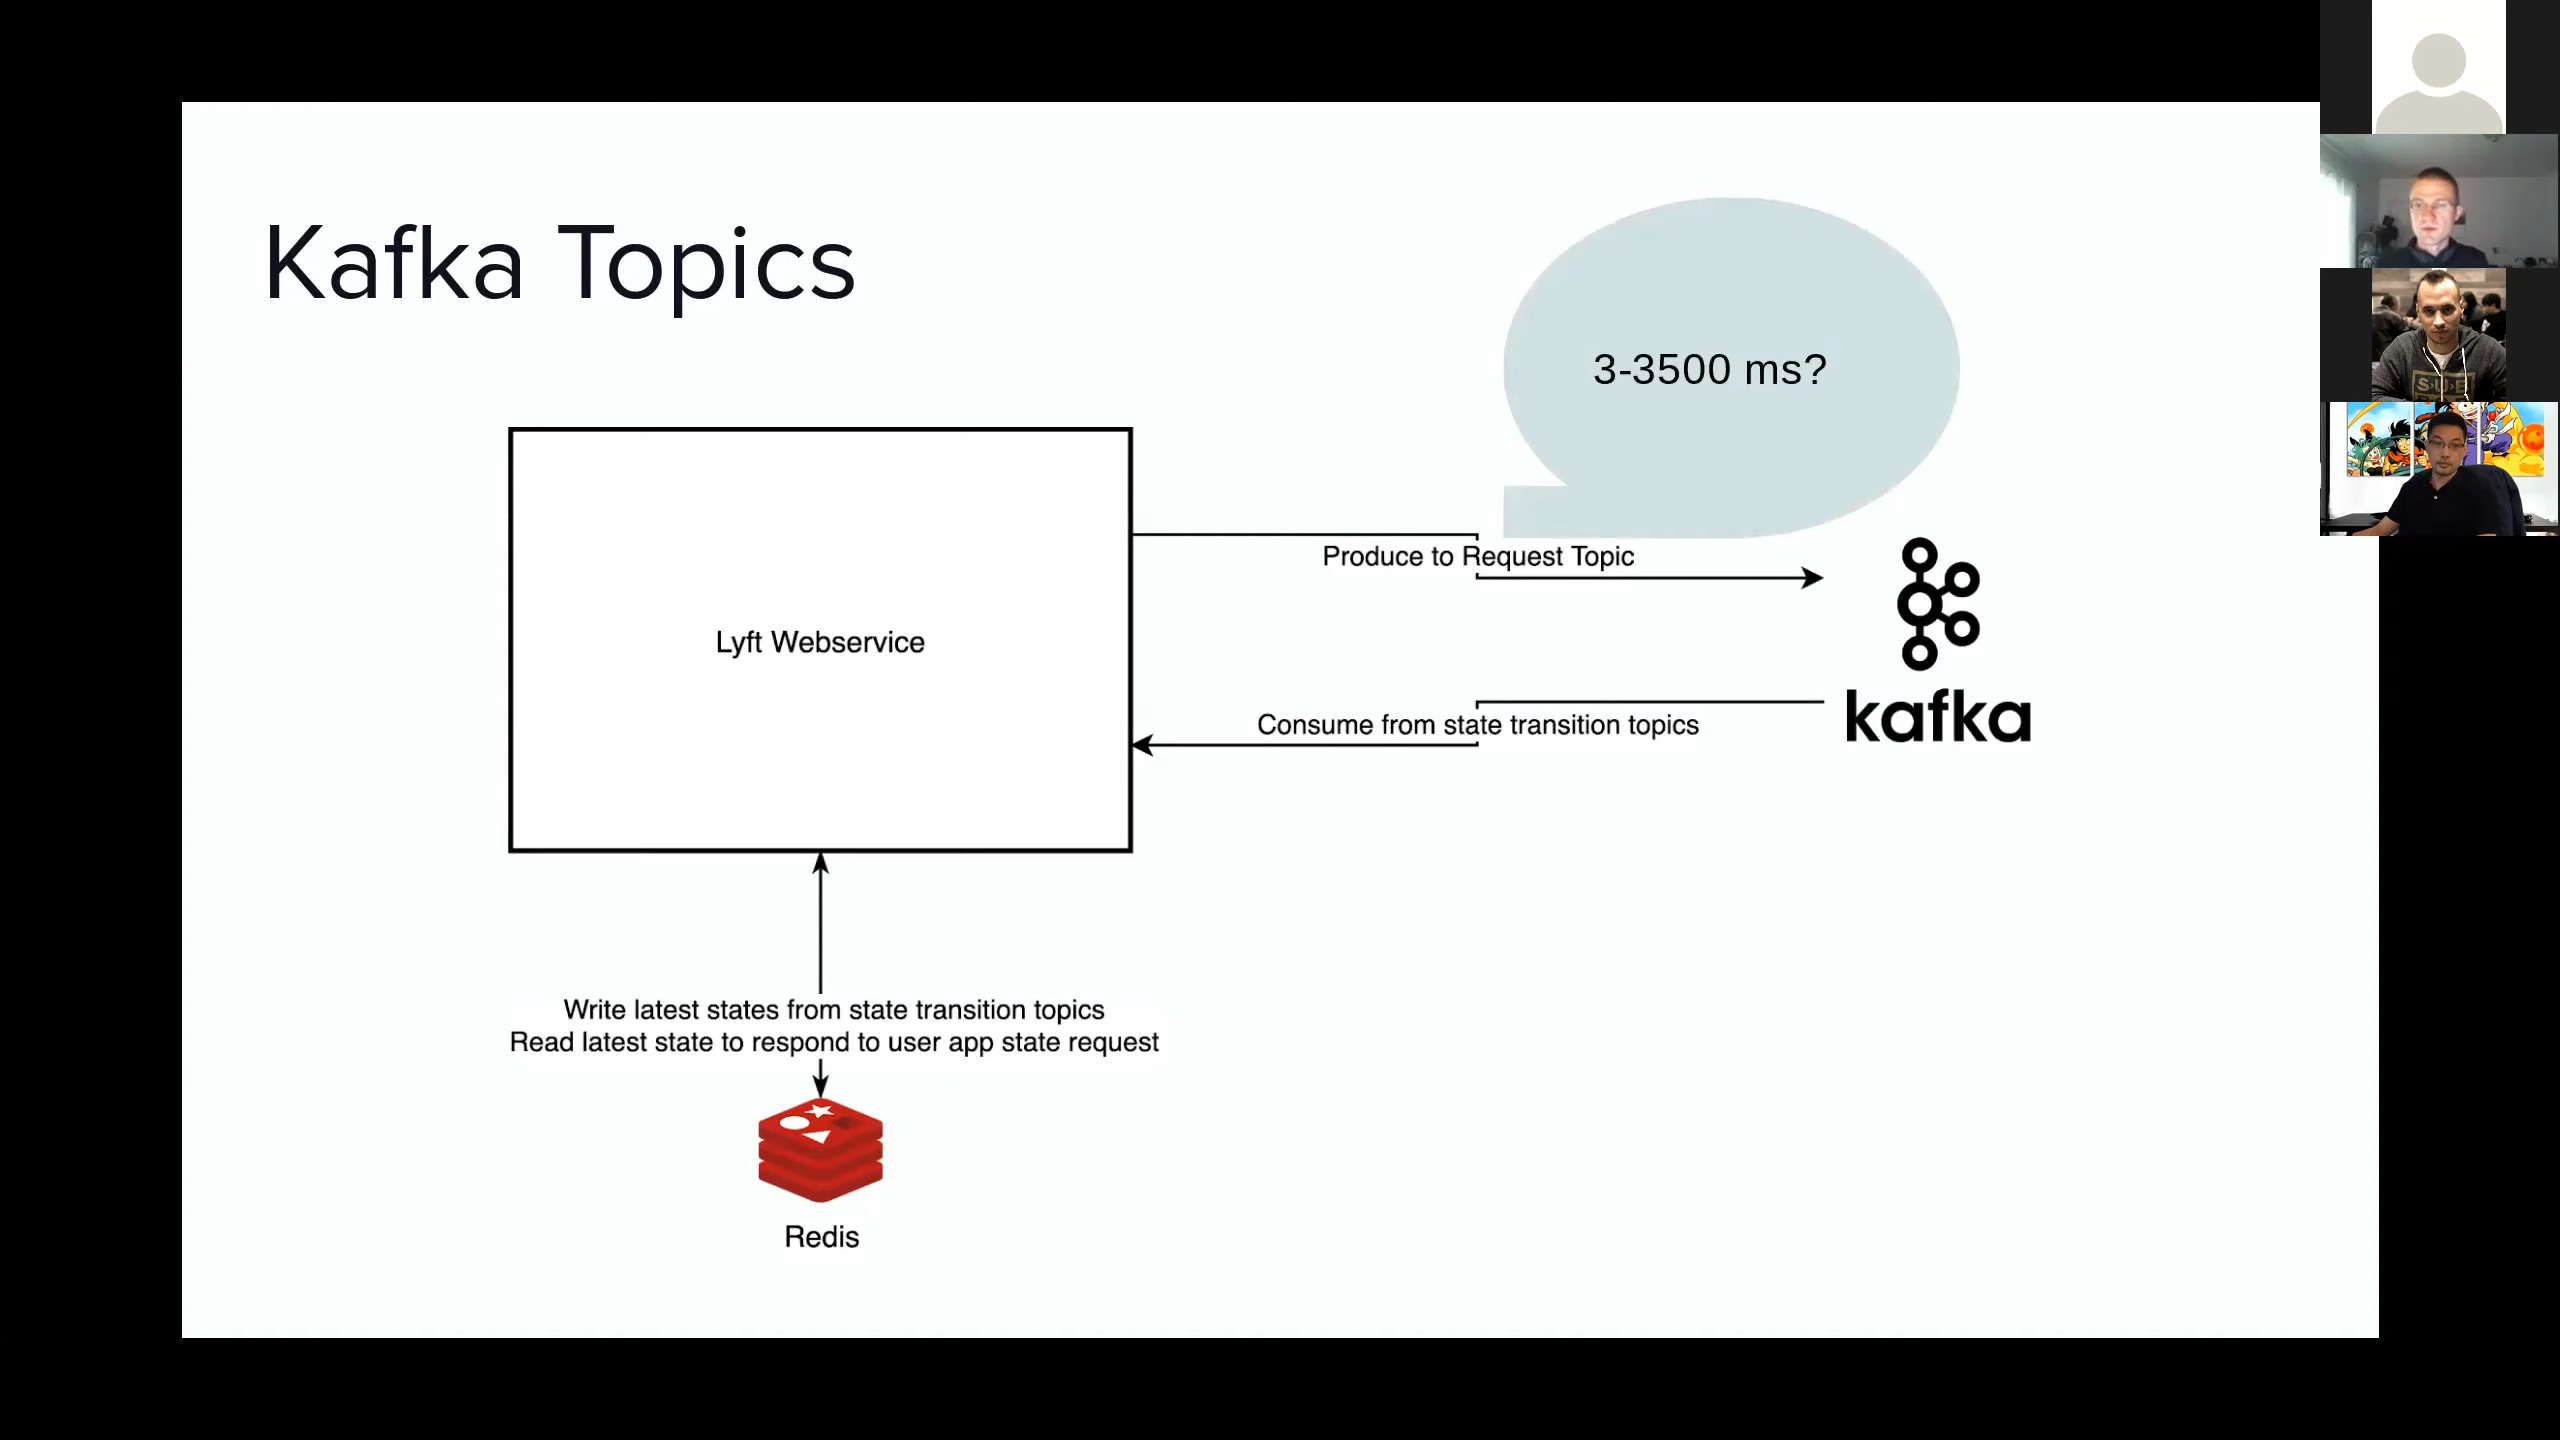 Kafka Topics
3-3500 ms?
Produce to Request Topic
Lyft Webservice
Consume from state transition topics
kafka
Write latest states from state transition topics
Read latest state to respond to user app state request
Redis